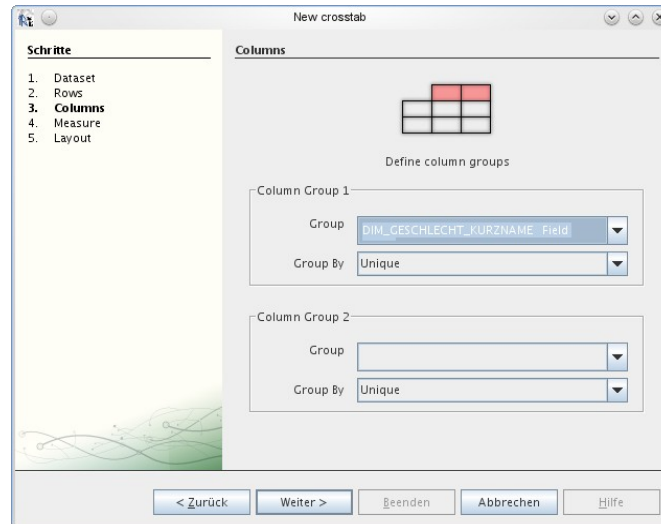 New crosstab
Schritte
1. Dataset
2. Rows
3. Columns
4. Measure
5. Layout
Columns
Define column groups
Column Group 1
Group DIM_GESCHLECHT_KURZNAME Field
Group By Unique
Column Group 2
Group
Group By Unique
< Zurück Weiter > Beenden Abbrechen Hilfe